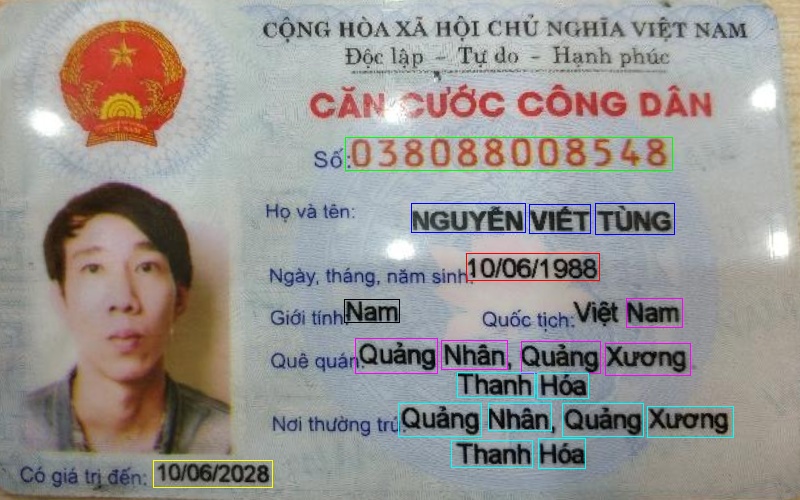 CỘNG HÒA XÃ HỘI CHỦ NGHĨA VIỆT NAM
Độc lập - Tự do - Hạnh phúc
CĂN CƯỚC CÔNG DÂN
Số: 038088008548
Họ và tên: NGUYỄN VIẾT TÙNG
Ngày, tháng, năm sinh: 10/06/1988
Giới tính: Nam Quốc tịch: Việt Nam
Quê quán: Quảng Nhân, Quảng Xương
Thanh Hóa
Nơi thường trú: Quảng Nhân, Quảng Xương
Thanh Hóa
Có giá trị đến: 10/06/2028